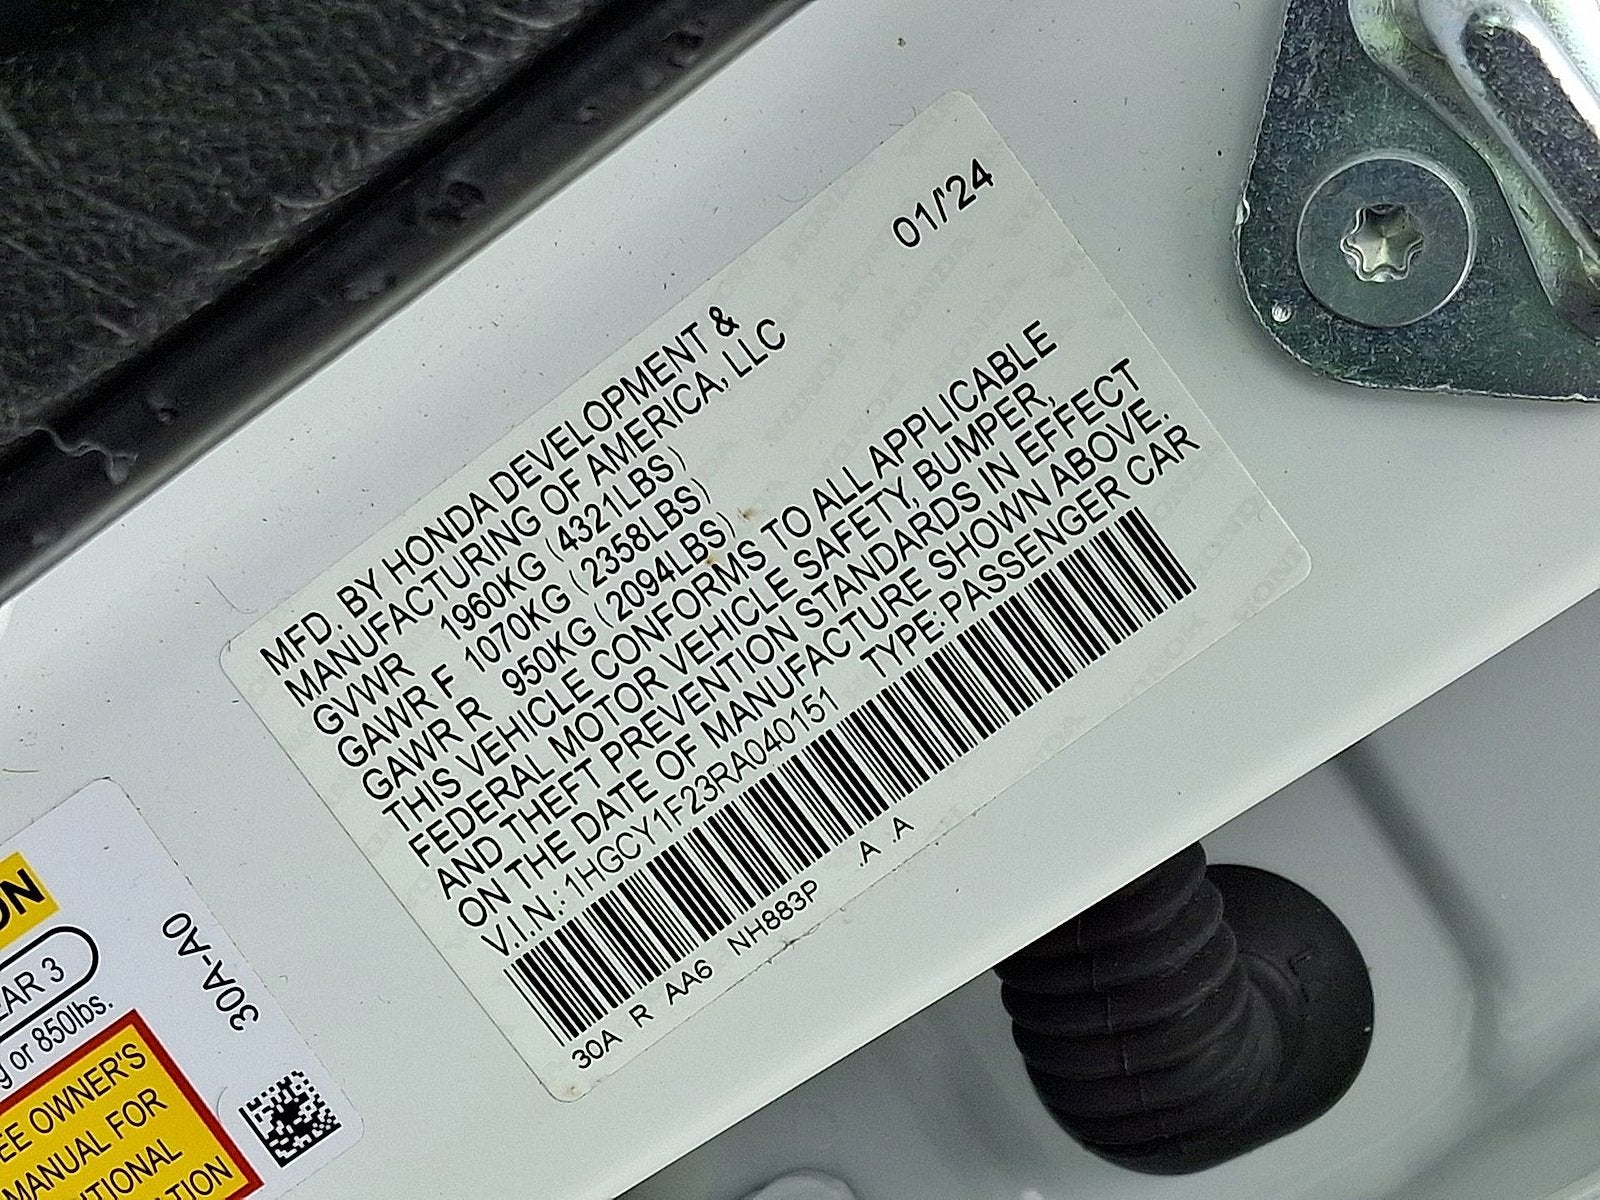 01/'24
MFD. BY HONDA DEVELOPMENT &
MANUFACTURING OF AMERICA, LLC
GVWR 1960KG (4321LBS)
GAWR F 1070KG (2358LBS)
GAWR R 950KG (2094LBS)
THIS VEHICLE CONFORMS TO ALL APPLICABLE
FEDERAL MOTOR VEHICLE SAFETY, BUMPER,
AND THEFT PREVENTION STANDARDS IN EFFECT
ON THE DATE OF MANUFACTURE SHOWN ABOVE.
V.I.N.: 1HGCY1F23RA040151 TYPE: PASSENGER CAR
30A R AA6 NH883P .A .A
30A-A0
3
or 850lbs.
OWNER'S
MANUAL FOR